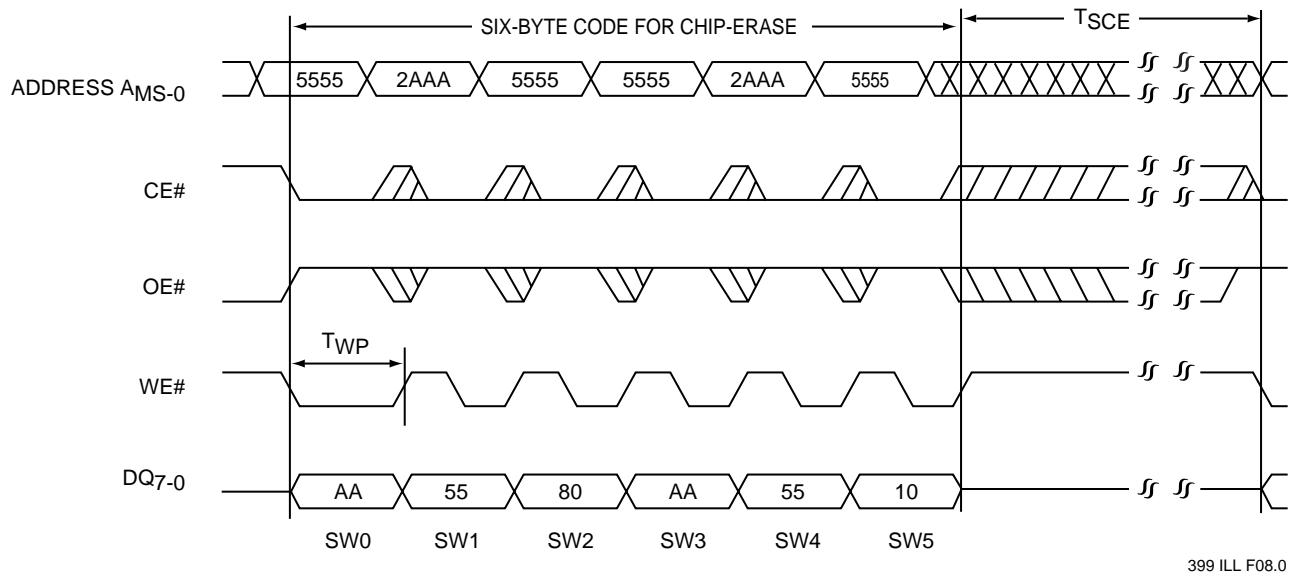 SIX-BYTE CODE FOR CHIP-ERASE
TSCE
ADDRESS AMS-0
5555 2AAA 5555 5555 2AAA 5555
CE#
OE#
TWP
WE#
DQ7-0
AA 55 80 AA 55 10
SW0 SW1 SW2 SW3 SW4 SW5
399 ILL F08.0